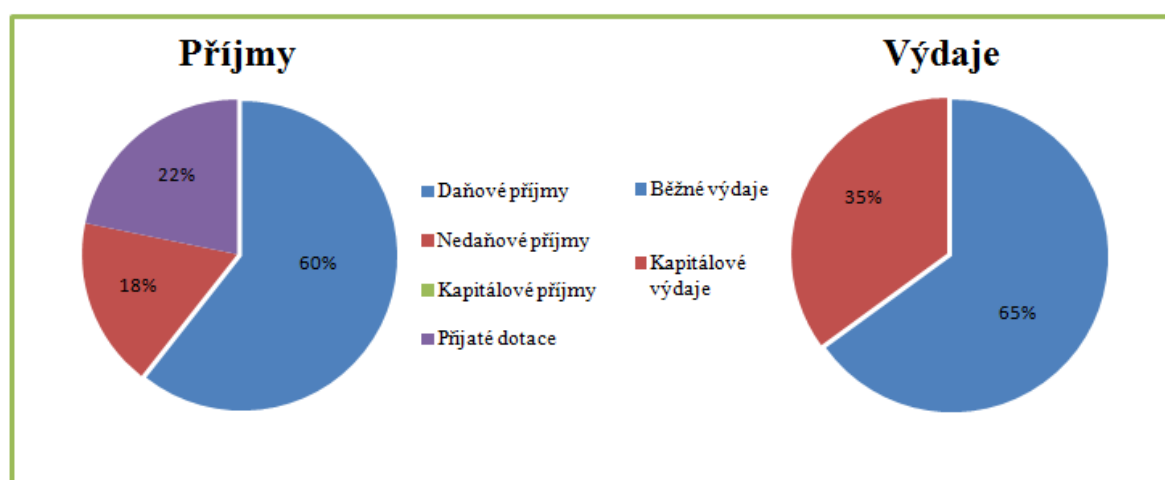 Příjmy
22%
18%
60%
Daňové příjmy
Nedaňové příjmy
Kapitálové příjmy
Přijaté dotace
Výdaje
Běžné výdaje
Kapitálové
výdaje
35%
65%